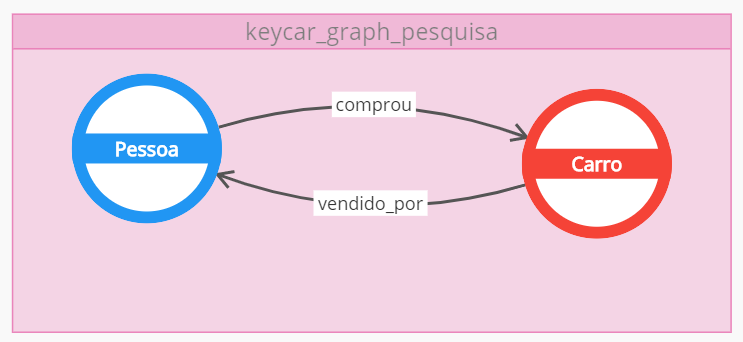 keycar_graph_pesquisa
comprou
Pessoa
Carro
vendido_por